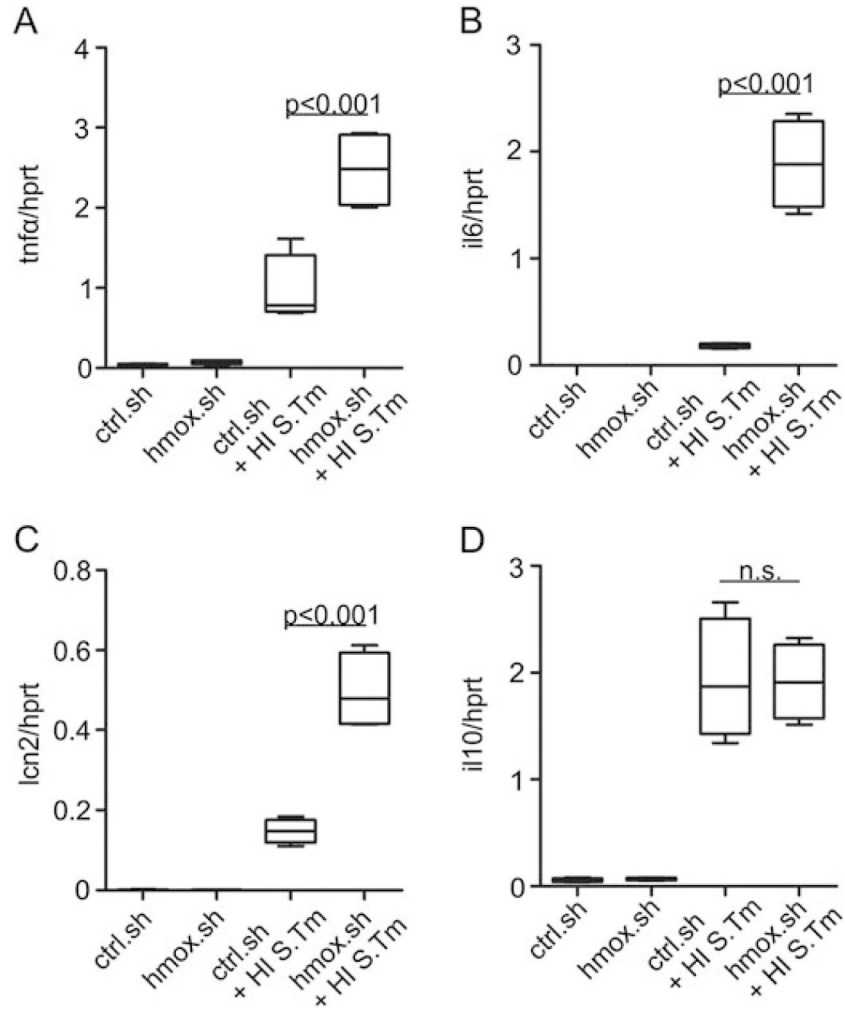 A
tnfα/hprt
4
3
2
1
0
p<0.001
ctrl.sh
hmox.sh
ctrl.sh
+ HI S.Tm
hmox.sh
+ HI S.Tm
B
il6/hprt
3
2
1
0
p<0.001
ctrl.sh
hmox.sh
ctrl.sh
+ HI S.Tm
hmox.sh
+ HI S.Tm
C
lcn2/hprt
0.8
0.6
0.4
0.2
0
p<0.001
ctrl.sh
hmox.sh
ctrl.sh
+ HI S.Tm
hmox.sh
+ HI S.Tm
D
il10/hprt
3
2
1
0
n.s.
ctrl.sh
hmox.sh
ctrl.sh
+ HI S.Tm
hmox.sh
+ HI S.Tm